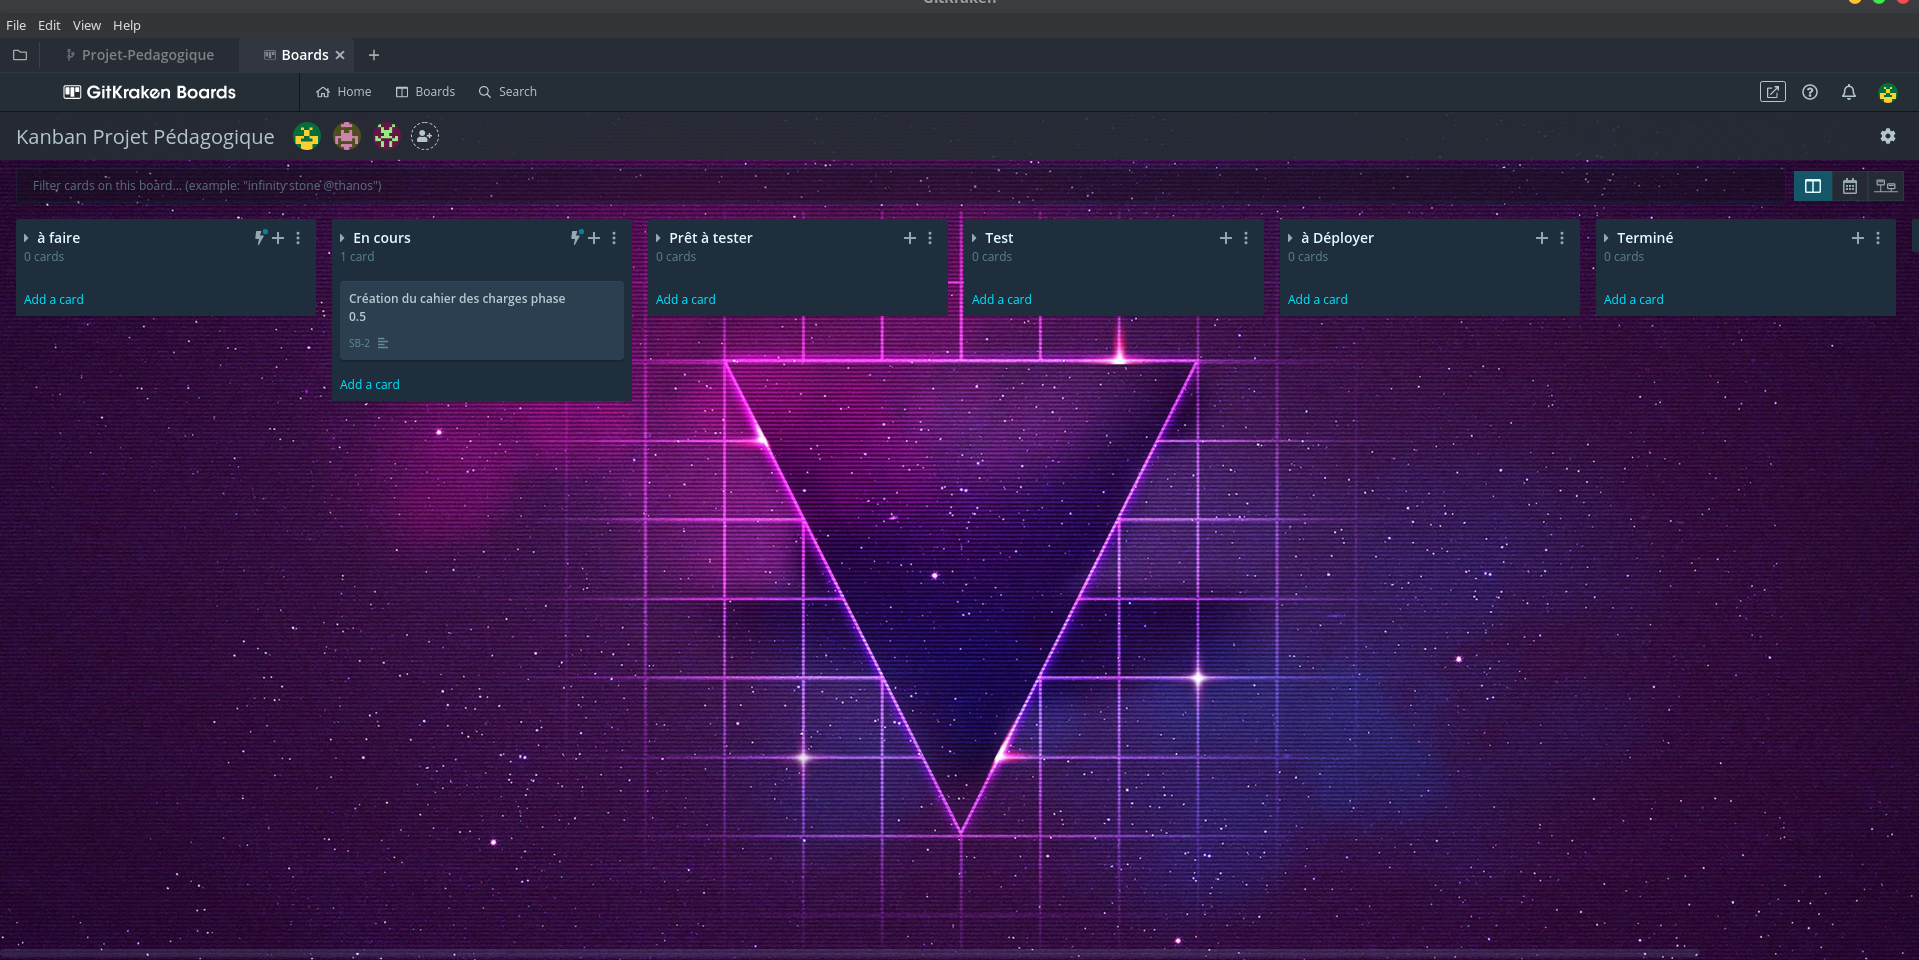 GitKraken
File Edit View Help
Projet-Pedagogique Boards
GitKraken Boards Home Boards Search
Kanban Projet Pédagogique
Filter cards on this board... (example: "infinity stone @thanos")
à faire
0 cards
Add a card
En cours
1 card
Création du cahier des charges phase
0.5
SB-2
Add a card
Prêt à tester
0 cards
Add a card
Test
0 cards
Add a card
à Déployer
0 cards
Add a card
Terminé
0 cards
Add a card